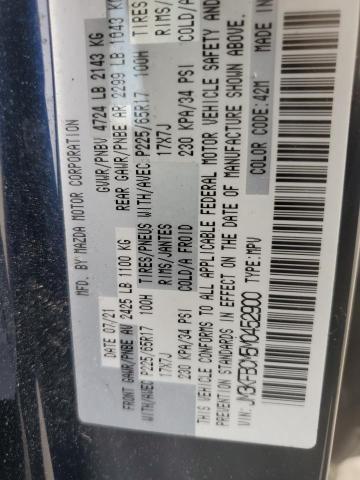 MFD. BY MAZDA MOTOR CORPORATION
DATE 07/21 GVWR/PNBV 4724 LB 2143 KG
FRONT GAWR/PNBE AV 2425 LB 1100 KG REAR GAWR/PNBE AR 2299 LB 1043 KG
WITH/AVEC P225/65R17 100H TIRES/PNEUS WITH/AVEC P225/65R17 100H TIRES
17X7J RIMS/JANTES 17X7J RIMS/
230 KPA/34 PSI COLD/A FROID 230 KPA/34 PSI COLD/A
THIS VEHICLE CONFORMS TO ALL APPLICABLE FEDERAL MOTOR VEHICLE SAFETY AND
PREVENTION STANDARDS IN EFFECT ON THE DATE OF MANUFACTURE SHOWN ABOVE.
VIN: TYPE: MPV COLOR CODE: 42M